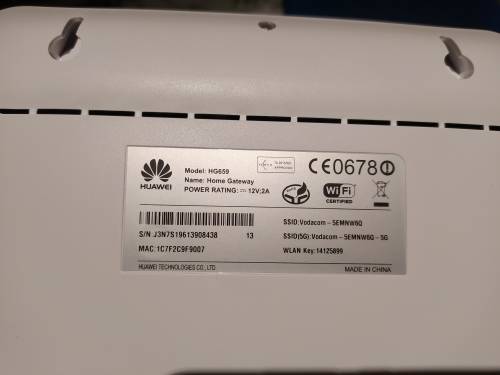 HUAWEI
Model: HG659
Name: Home Gateway
POWER RATING: ⎓ 12V;2A
CE0678
WiFi
CERTIFIED
S/N:J3N7S19613908438 13
MAC:1C7F2C9F9007
SSID:Vodacom-5EMNW6Q
SSID(5G):Vodacom-5EMNW6Q-5G
WLAN Key:14125899
HUAWEI TECHNOLOGIES CO.,LTD.
MADE IN CHINA